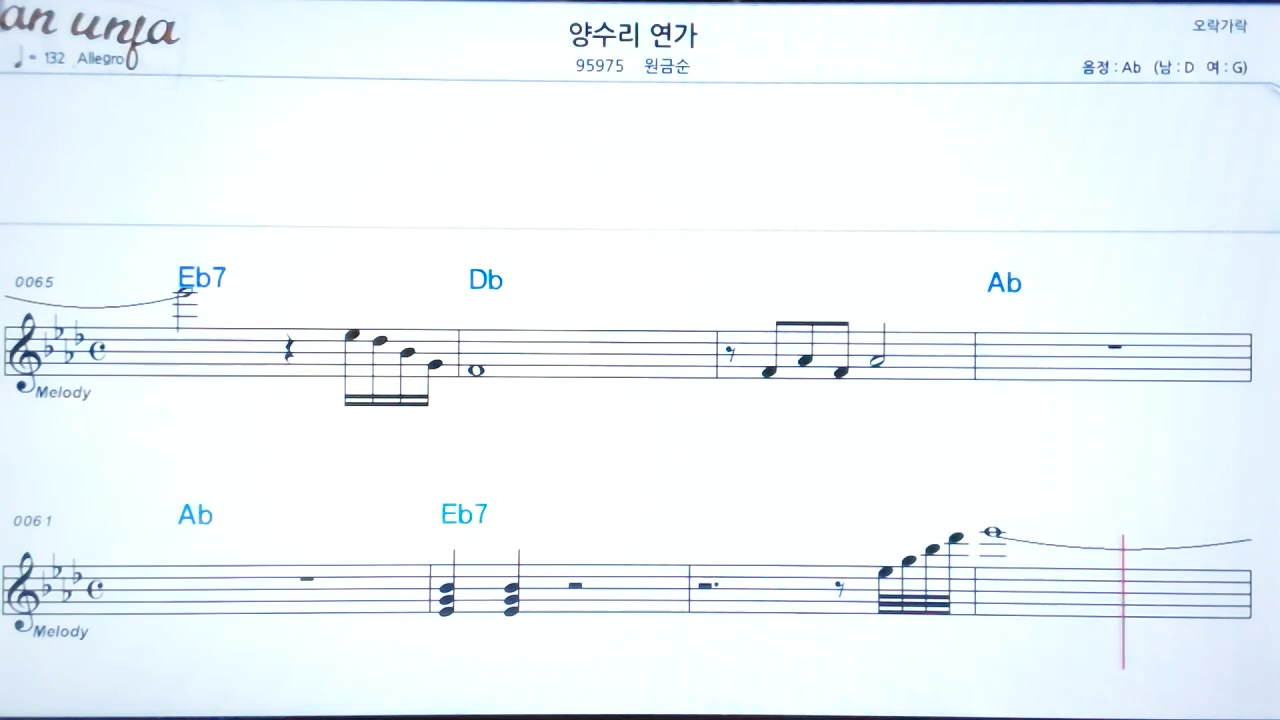 an unja
♩= 132 Allegro
양수리 연가
95975 원금순
오락가락
음정 : Ab (남 : D 여 : G)
0065
Eb7 Db Ab
Melody
0061
Ab Eb7
Melody